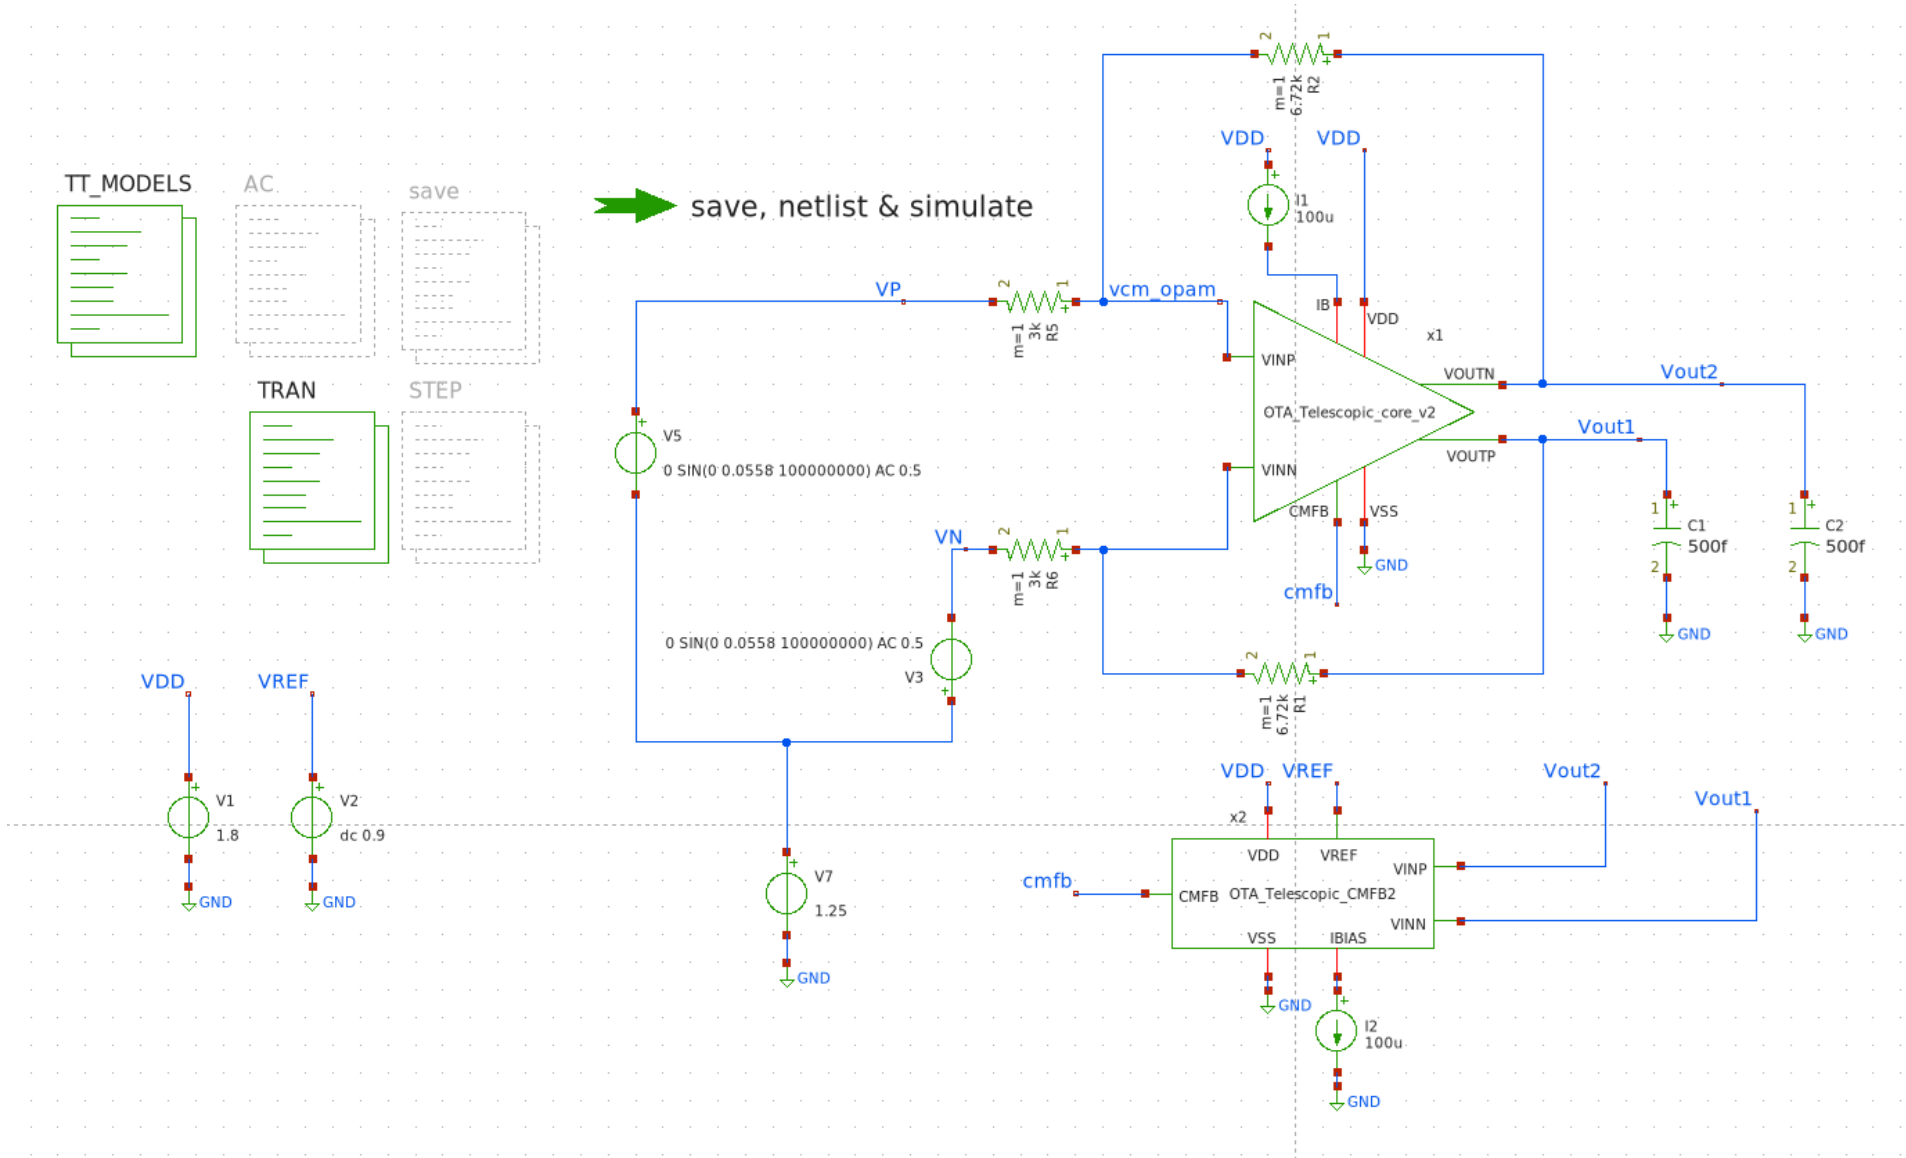 2
1
m=1
6.72k
R2
VDD
VDD
TT_MODELS
AC
save
save, netlist & simulate
I1
100u
VP
2
1
vcm_opam
m=1
3k
R5
IB
VDD
x1
VINP
VOUTN
Vout2
TRAN
STEP
OTA_Telescopic_core_v2
Vout1
V5
0 SIN(0 0.0558 100000000) AC 0.5
VINN
VOUTP
CMFB
VSS
1
C1
500f
2
1
C2
500f
2
VN
2
1
m=1
3k
R6
GND
cmfb
GND
GND
0 SIN(0 0.0558 100000000) AC 0.5
V3
2
1
m=1
6.72k
R1
VDD
VREF
V1
1.8
V2
dc 0.9
GND
GND
V7
1.25
GND
VDD
VREF
Vout2
Vout1
x2
VDD
VREF
VINP
cmfb
CMFB
OTA_Telescopic_CMFB2
VINN
VSS
IBIAS
GND
I2
100u
GND